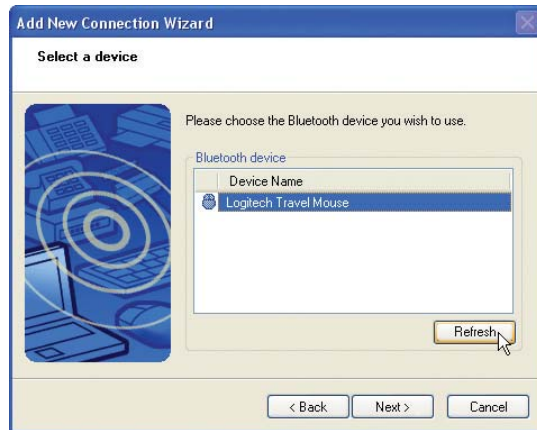 Add New Connection Wizard
Select a device
Please choose the Bluetooth device you wish to use.
Bluetooth device
Device Name
Logitech Travel Mouse
Refresh
< Back
Next >
Cancel